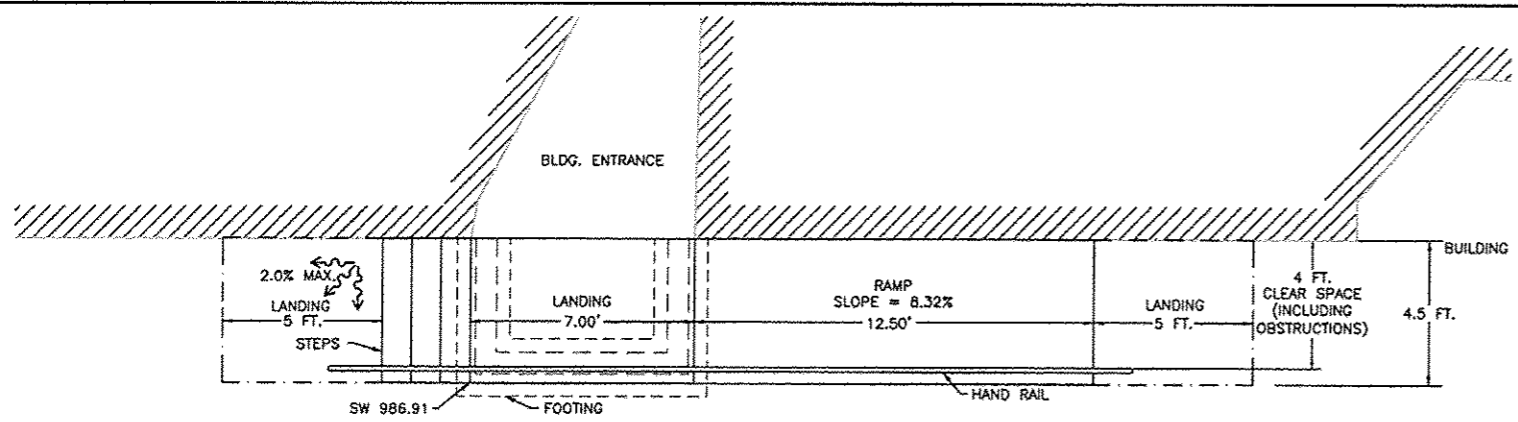 BLDG. ENTRANCE
BUILDING
2.0% MAX.
LANDING
5 FT.
STEPS
LANDING
7.00'
RAMP
SLOPE = 8.32%
12.50'
LANDING
5 FT.
4 FT.
CLEAR SPACE
(INCLUDING
OBSTRUCTIONS)
4.5 FT.
SW 986.91
FOOTING
HAND RAIL